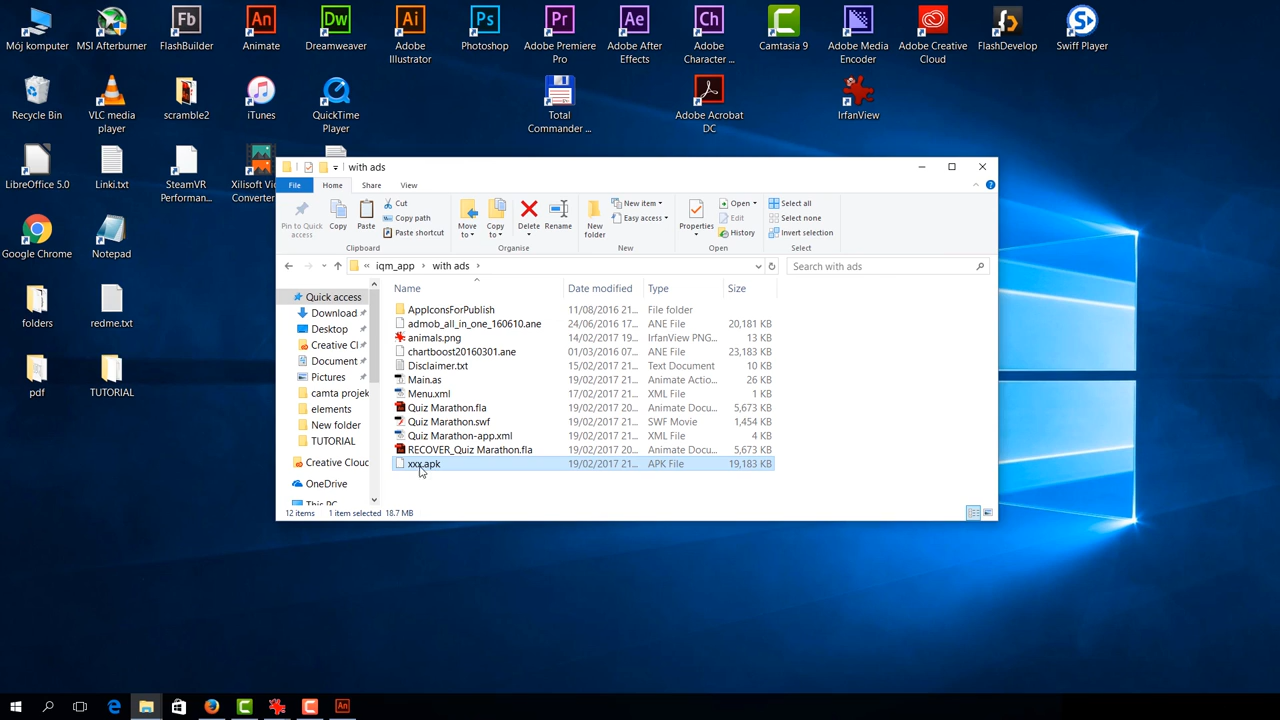 Mój komputer
MSI Afterburner
FlashBuilder
Animate
Dreamweaver
Adobe
Illustrator
Photoshop
Adobe Premiere
Pro
Adobe After
Effects
Adobe
Character ...
Camtasia 9
Adobe Media
Encoder
Adobe Creative
Cloud
FlashDevelop
Swiff Player
Fb
An
Dw
Ai
Ps
Pr
Ae
Ch
Recycle Bin
VLC media
player
scramble2
iTunes
QuickTime
Player
Total
Commander ...
Adobe Acrobat
DC
IrfanView
LibreOffice 5.0
Linki.txt
SteamVR
Performan...
Xilisoft Vi
Converter
Google Chrome
Notepad
folders
redme.txt
pdf
TUTORIAL
with ads
File
Home
Share
View
Pin to Quick
access
Copy
Paste
Cut
Copy path
Paste shortcut
Clipboard
Move
to
Copy
to
Delete
Rename
Organise
New
folder
New item
Easy access
New
Properties
Open
Edit
History
Open
Select all
Select none
Invert selection
Select
« iqm_app > with ads >
Search with ads
Name
Date modified
Type
Size
Quick access
Download
Desktop
Creative Cl
Document
Pictures
camta projek
elements
New folder
TUTORIAL
Creative Cloud
OneDrive
This PC
AppIconsForPublish 11/08/2016 21... File folder
admob_all_in_one_160610.ane 24/06/2016 17... ANE File 20,181 KB
animals.png 14/02/2017 19... IrfanView PNG... 13 KB
chartboost20160301.ane 01/03/2016 07... ANE File 23,183 KB
Disclaimer.txt 15/02/2017 21... Text Document 10 KB
Main.as 19/02/2017 21... Animate Actio... 26 KB
Menu.xml 17/02/2017 21... XML File 1 KB
Quiz Marathon.fla 19/02/2017 20... Animate Docu... 5,673 KB
Quiz Marathon.swf 19/02/2017 21... SWF Movie 1,454 KB
Quiz Marathon-app.xml 19/02/2017 21... XML File 4 KB
RECOVER_Quiz Marathon.fla 19/02/2017 20... Animate Docu... 5,673 KB
xxx.apk 19/02/2017 21... APK File 19,183 KB
12 items 1 item selected 18.7 MB
An